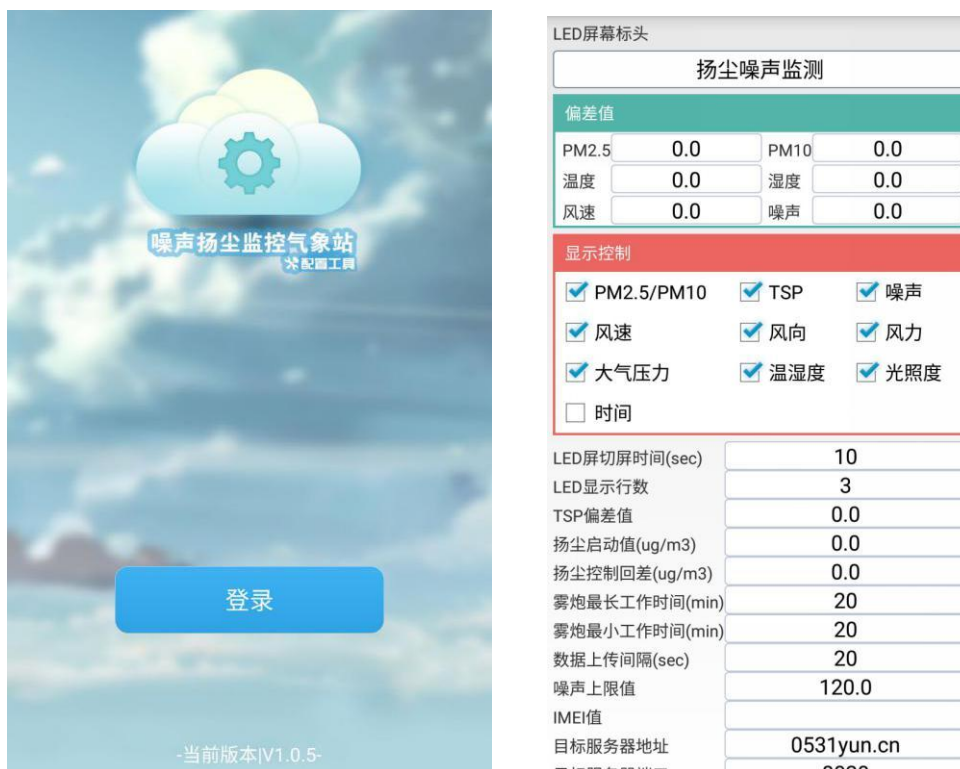 噪声扬尘监控气象站
配置工具
登录
-当前版本|V1.0.5-
LED屏幕标头
扬尘噪声监测
偏差值
PM2.5 0.0 PM10 0.0
温度 0.0 湿度 0.0
风速 0.0 噪声 0.0
显示控制
PM2.5/PM10 TSP 噪声
风速 风向 风力
大气压力 温湿度 光照度
时间
LED屏切屏时间(sec) 10
LED显示行数 3
TSP偏差值 0.0
扬尘启动值(ug/m3) 0.0
扬尘控制回差(ug/m3) 0.0
雾炮最长工作时间(min) 20
雾炮最小工作时间(min) 20
数据上传间隔(sec) 20
噪声上限值 120.0
IMEI值
目标服务器地址 0531yun.cn